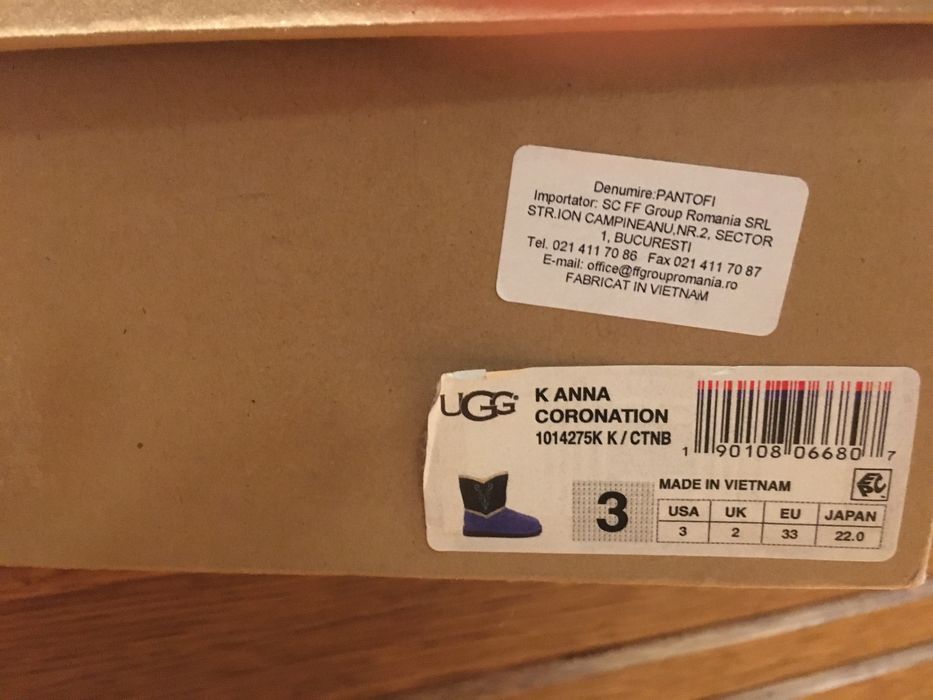 Denumire:PANTOFI
Importator: SC FF Group Romania SRL
STR.ION CAMPINEANU,NR.2, SECTOR
1, BUCURESTI
Tel. 021 411 70 86 Fax 021 411 70 87
E-mail: office@ffgroupromania.ro
FABRICAT IN VIETNAM
UGG
K ANNA
CORONATION
1014275K K / CTNB
1 90108 06680 7
MADE IN VIETNAM
3
USA UK EU JAPAN
3 2 33 22.0